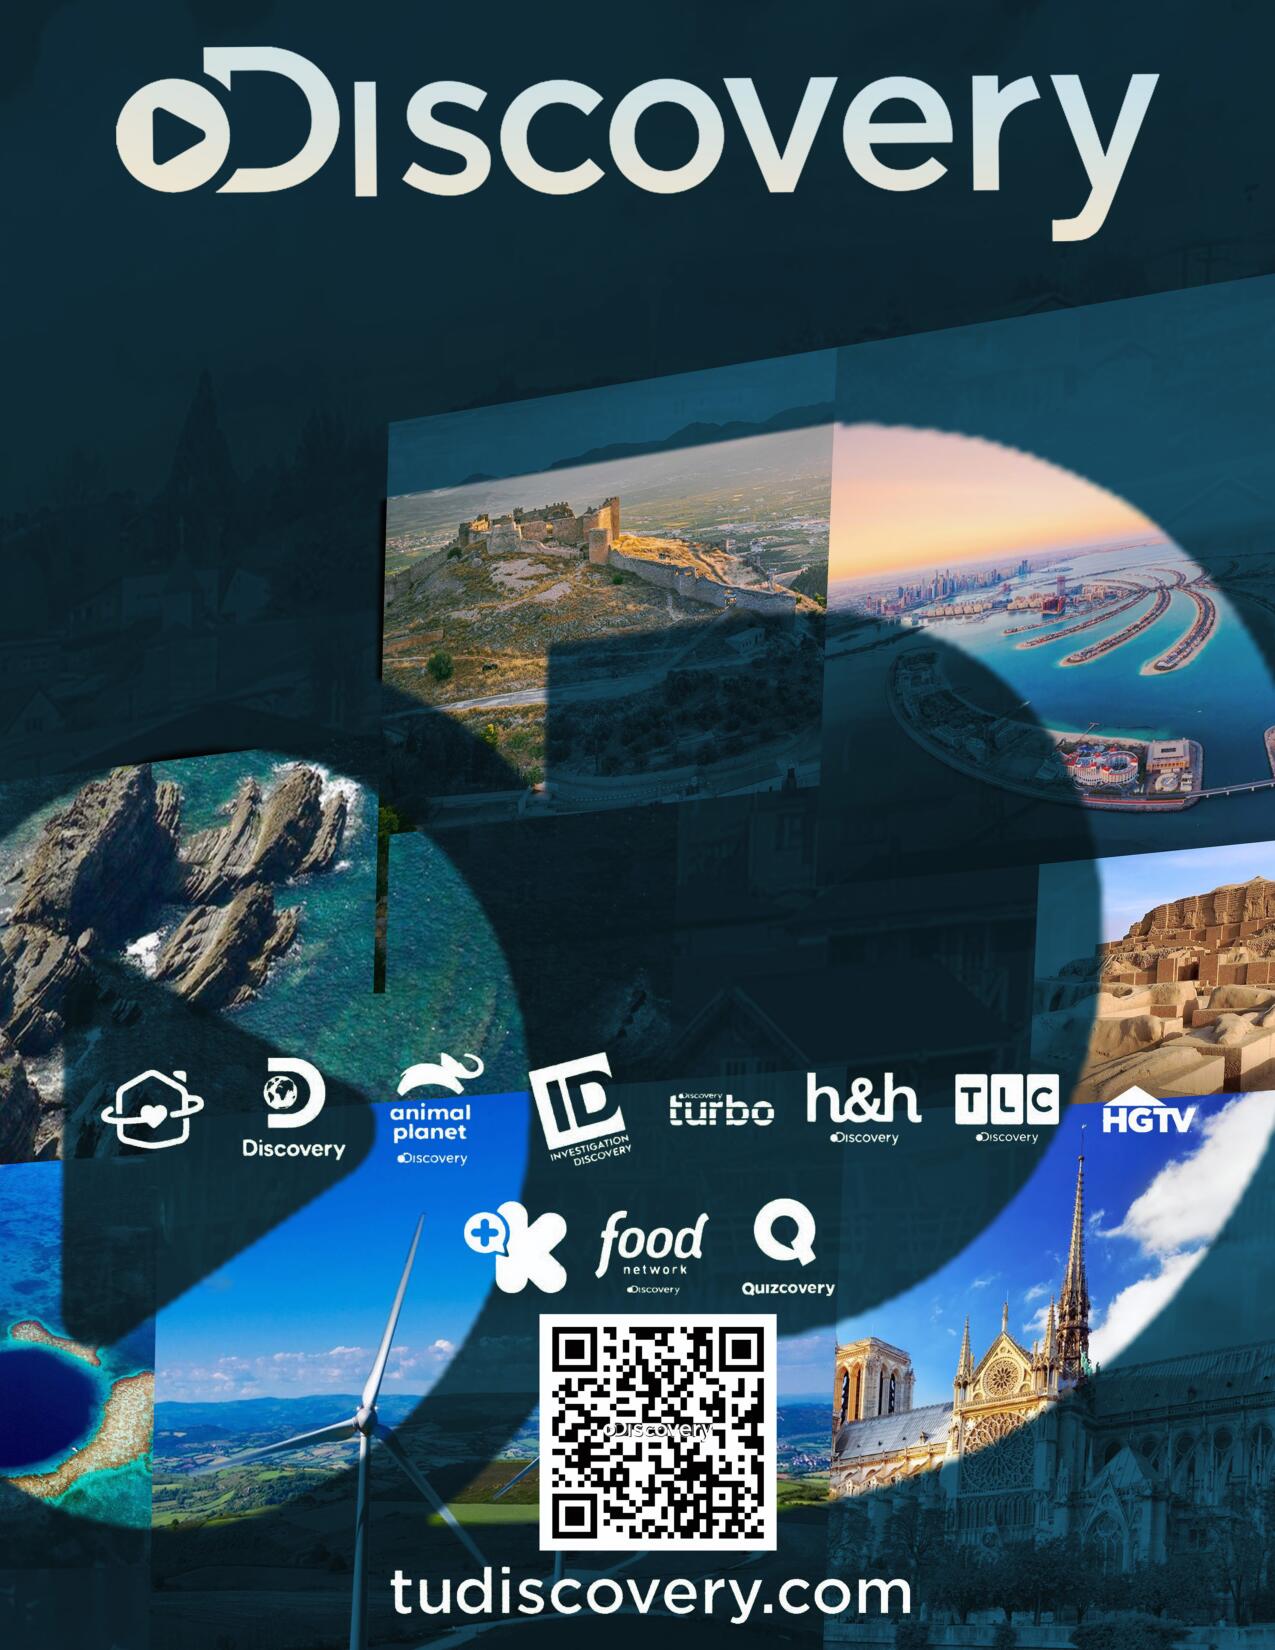 Discovery
Discovery
animal
planet
Discovery
ID
INVESTIGATION
DISCOVERY
Discovery
turbo
h&h
Discovery
TLC
Discovery
HGTV
K
food
network
Discovery
Q
Quizcovery
Discovery
tudiscovery.com